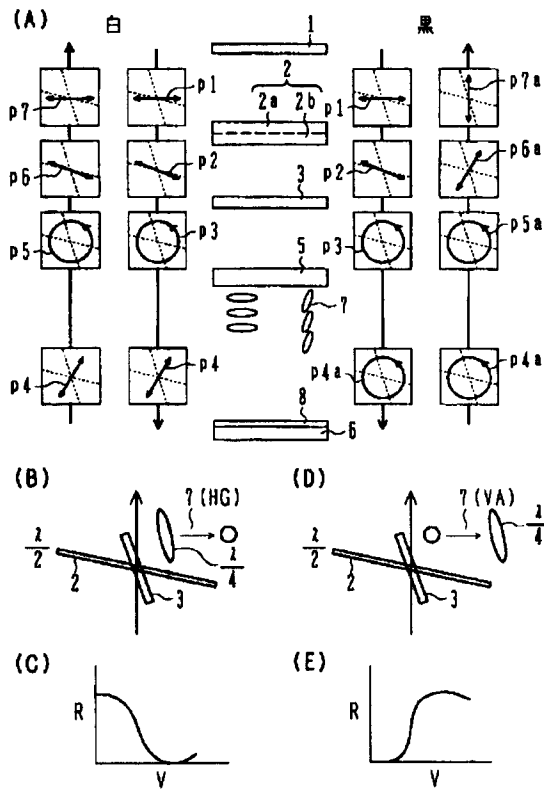 (A) 白 1 黒
2
2a 2b
p7 p1 p1 p7a
p6 p2 3 p2 p6a
p5 p3 5 p3 p5a
7
p4 p4 p4a p4a
8
6
(B) (D)
7(HG) 7(VA)
λ/2 2 3 λ/4 λ/2 2 3 λ/4
(C) (E)
R R
V V